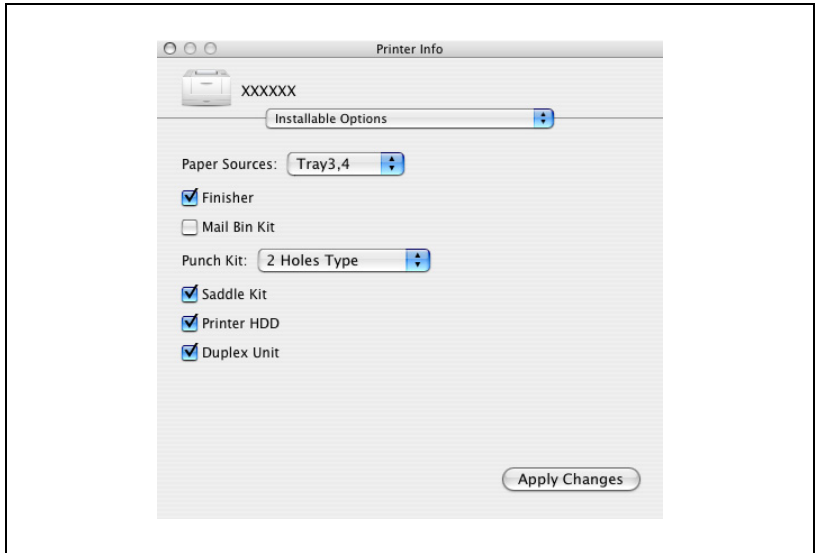 Printer Info
XXXXXX
Installable Options
Paper Sources: Tray3,4
Finisher
Mail Bin Kit
Punch Kit: 2 Holes Type
Saddle Kit
Printer HDD
Duplex Unit
Apply Changes